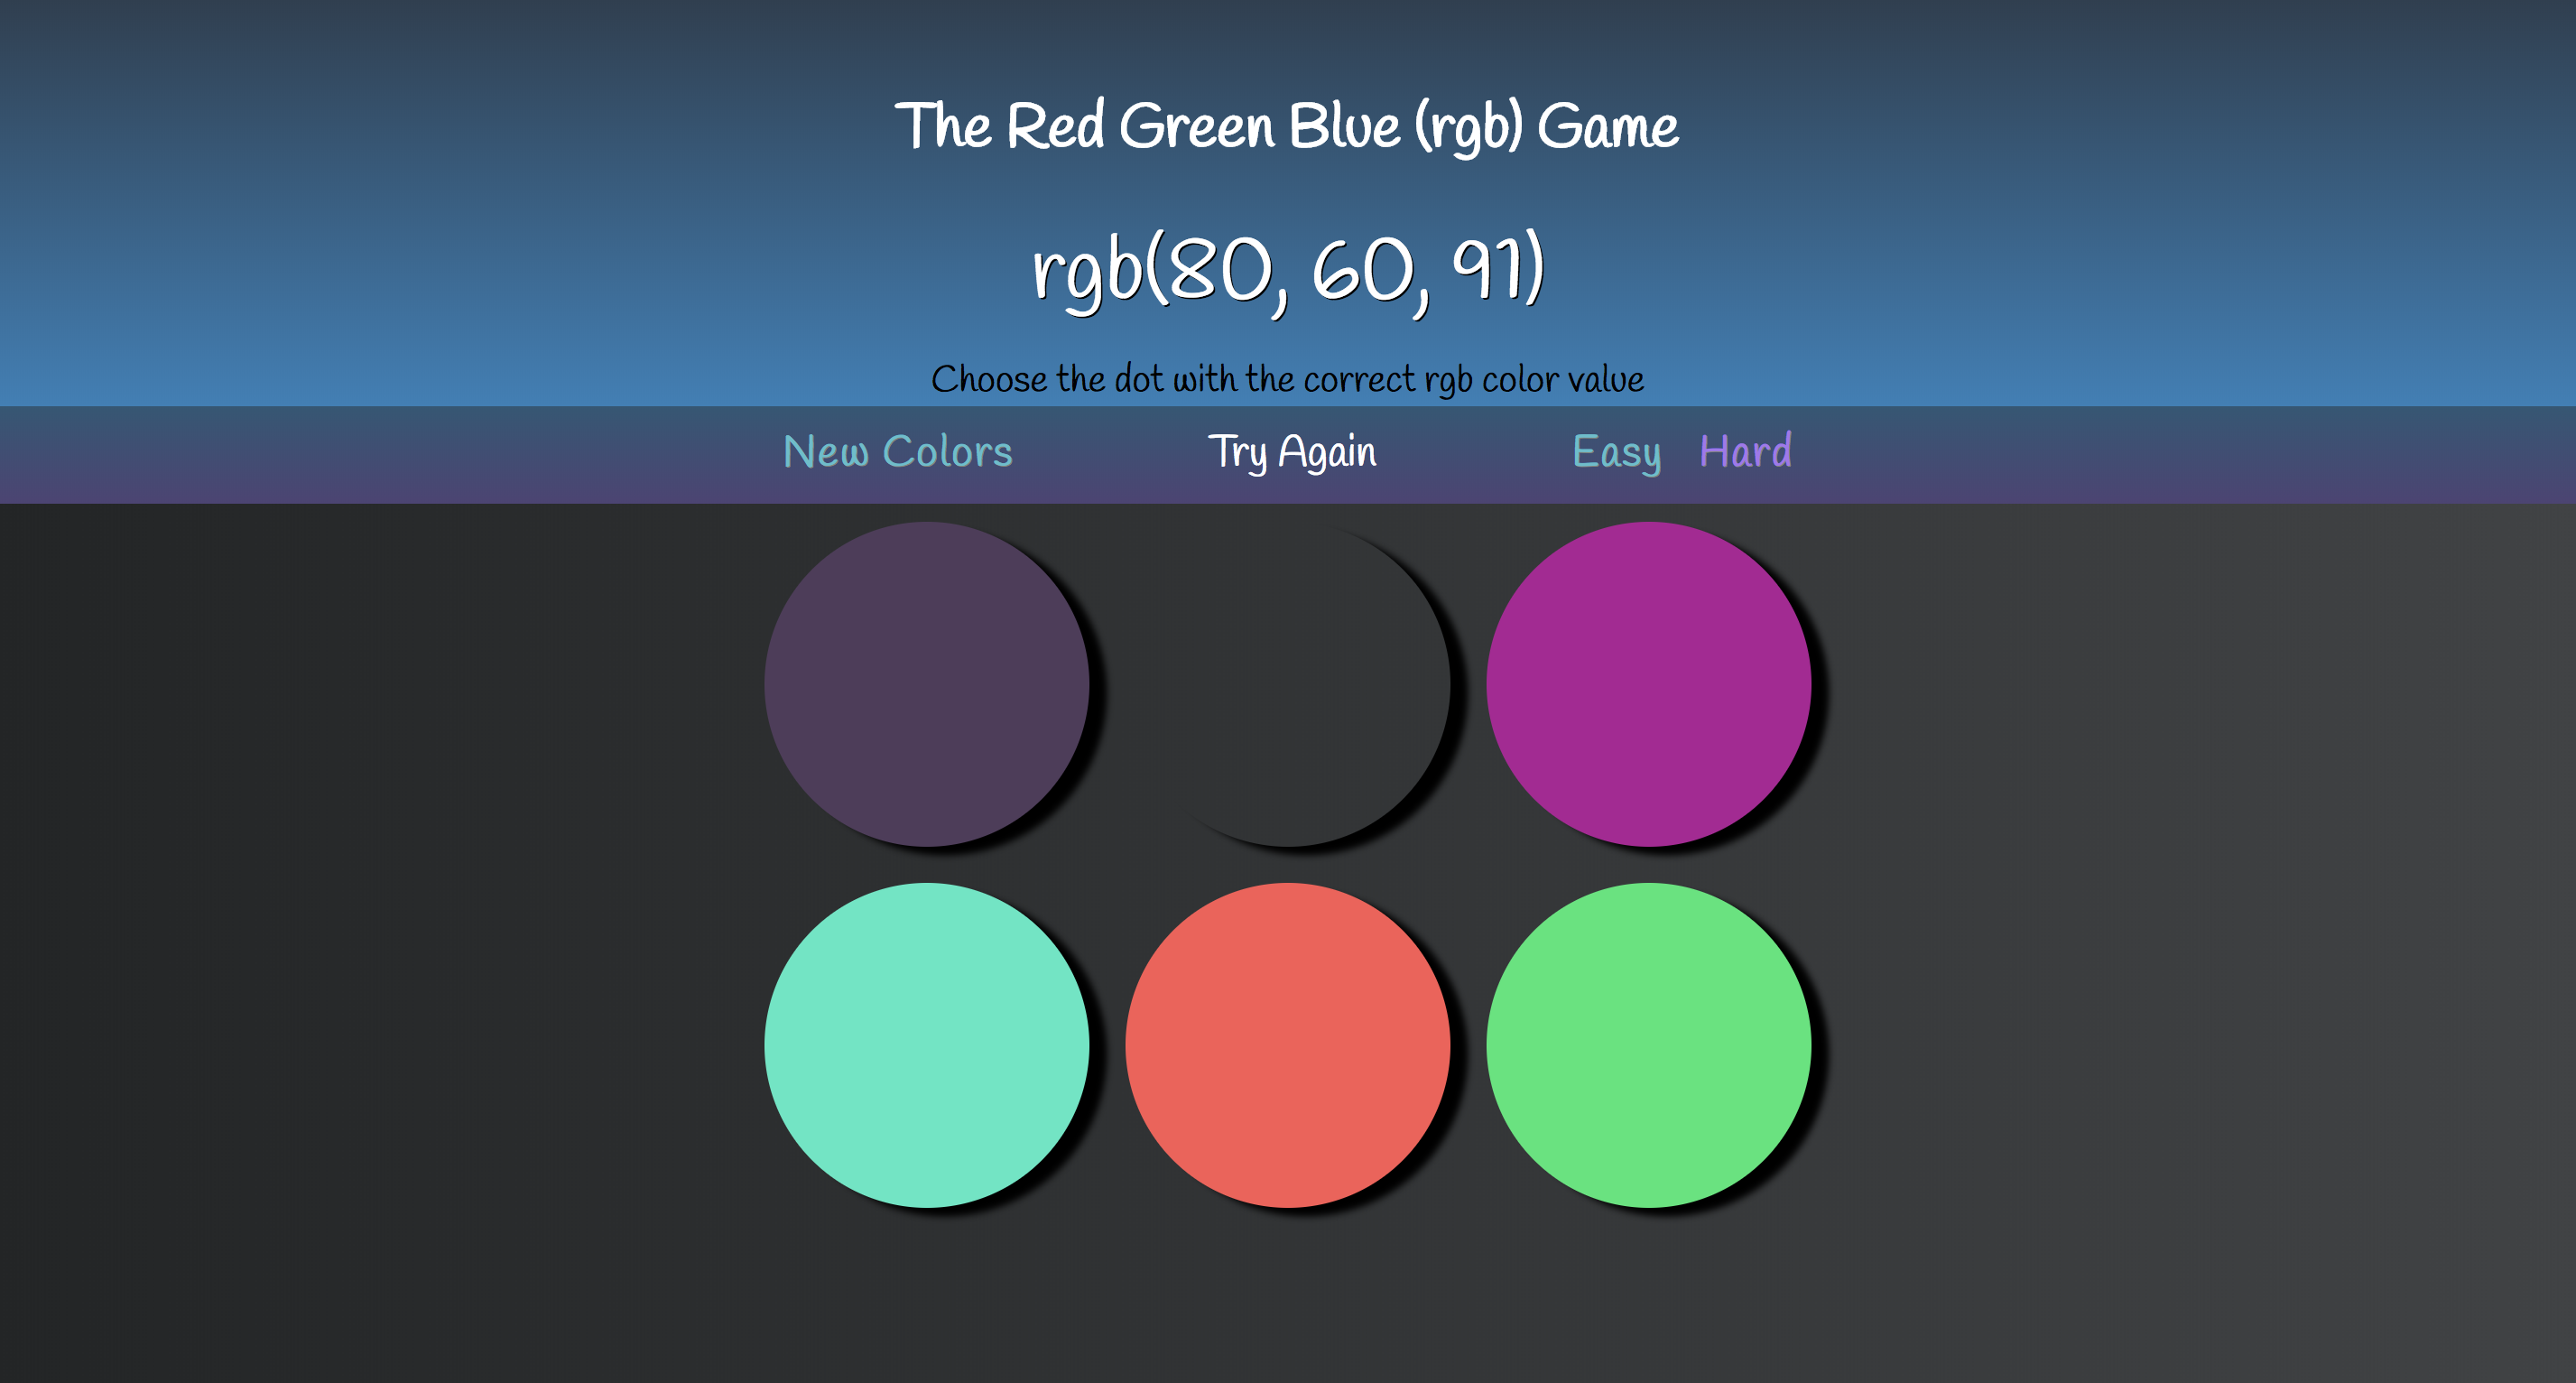 The Red Green Blue (rgb) Game
rgb(80, 60, 91)
Choose the dot with the correct rgb color value
New Colors Try Again Easy Hard